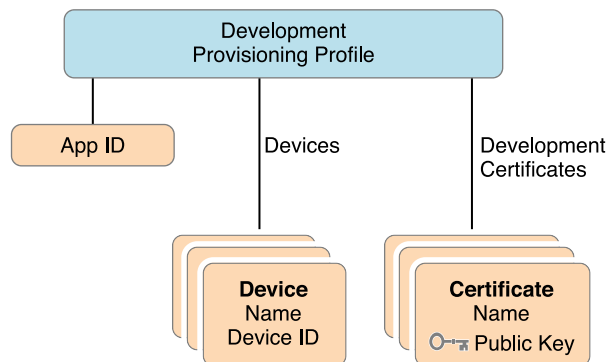 Development
Provisioning Profile
App ID
Devices
Development
Certificates
Device
Name
Device ID
Certificate
Name
Public Key